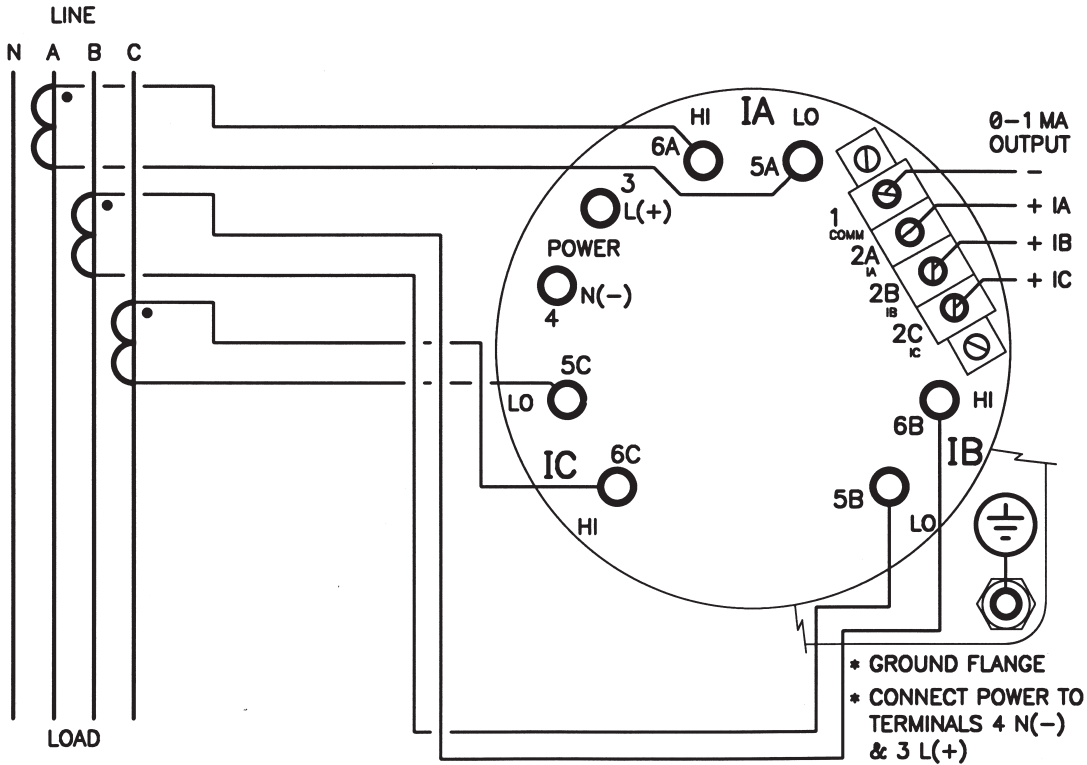 LINE
N A B C
HI IA LO
6A 5A
0-1 MA
OUTPUT
-
+ IA
+ IB
+ IC
3
L(+)
POWER
N(-)
4
1
COMM
2A
IA
2B
IB
2C
IC
5C
LO
6C
IC
HI
HI
6B
IB
5B
LO
LOAD
* GROUND FLANGE
* CONNECT POWER TO
TERMINALS 4 N(-)
& 3 L(+)